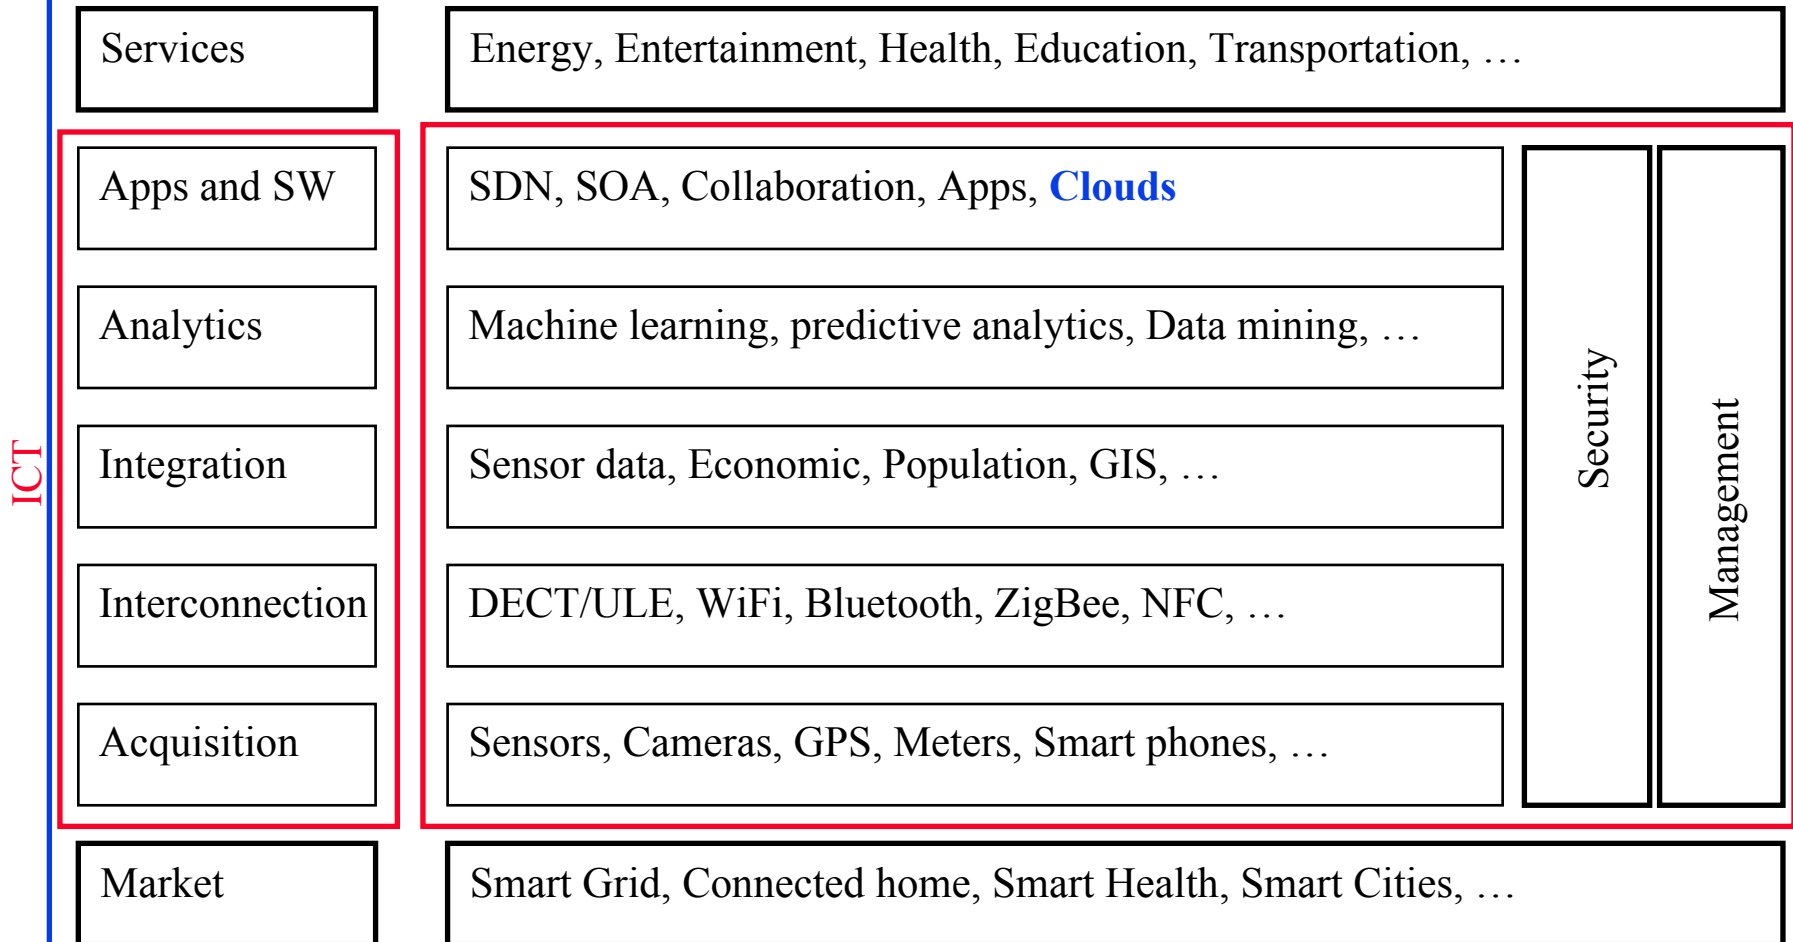 Services
Energy, Entertainment, Health, Education, Transportation, …
Apps and SW
SDN, SOA, Collaboration, Apps, Clouds
Analytics
Machine learning, predictive analytics, Data mining, …
Integration
Sensor data, Economic, Population, GIS, …
Interconnection
DECT/ULE, WiFi, Bluetooth, ZigBee, NFC, …
Acquisition
Sensors, Cameras, GPS, Meters, Smart phones, …
Market
Smart Grid, Connected home, Smart Health, Smart Cities, …
ICT
Security
Management